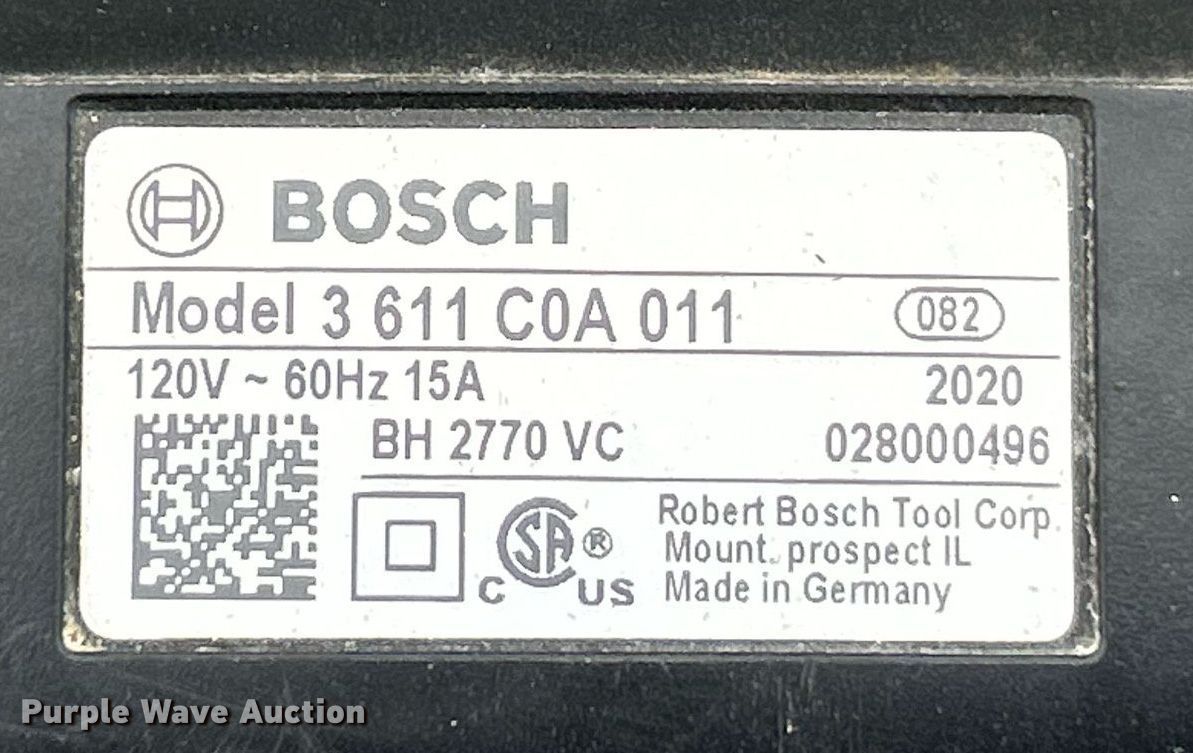 BOSCH
Model 3 611 C0A 011 082
120V ~ 60Hz 15A 2020
BH 2770 VC 028000496
Robert Bosch Tool Corp.
Mount. prospect IL
Made in Germany
C SA ® US
Purple Wave Auction